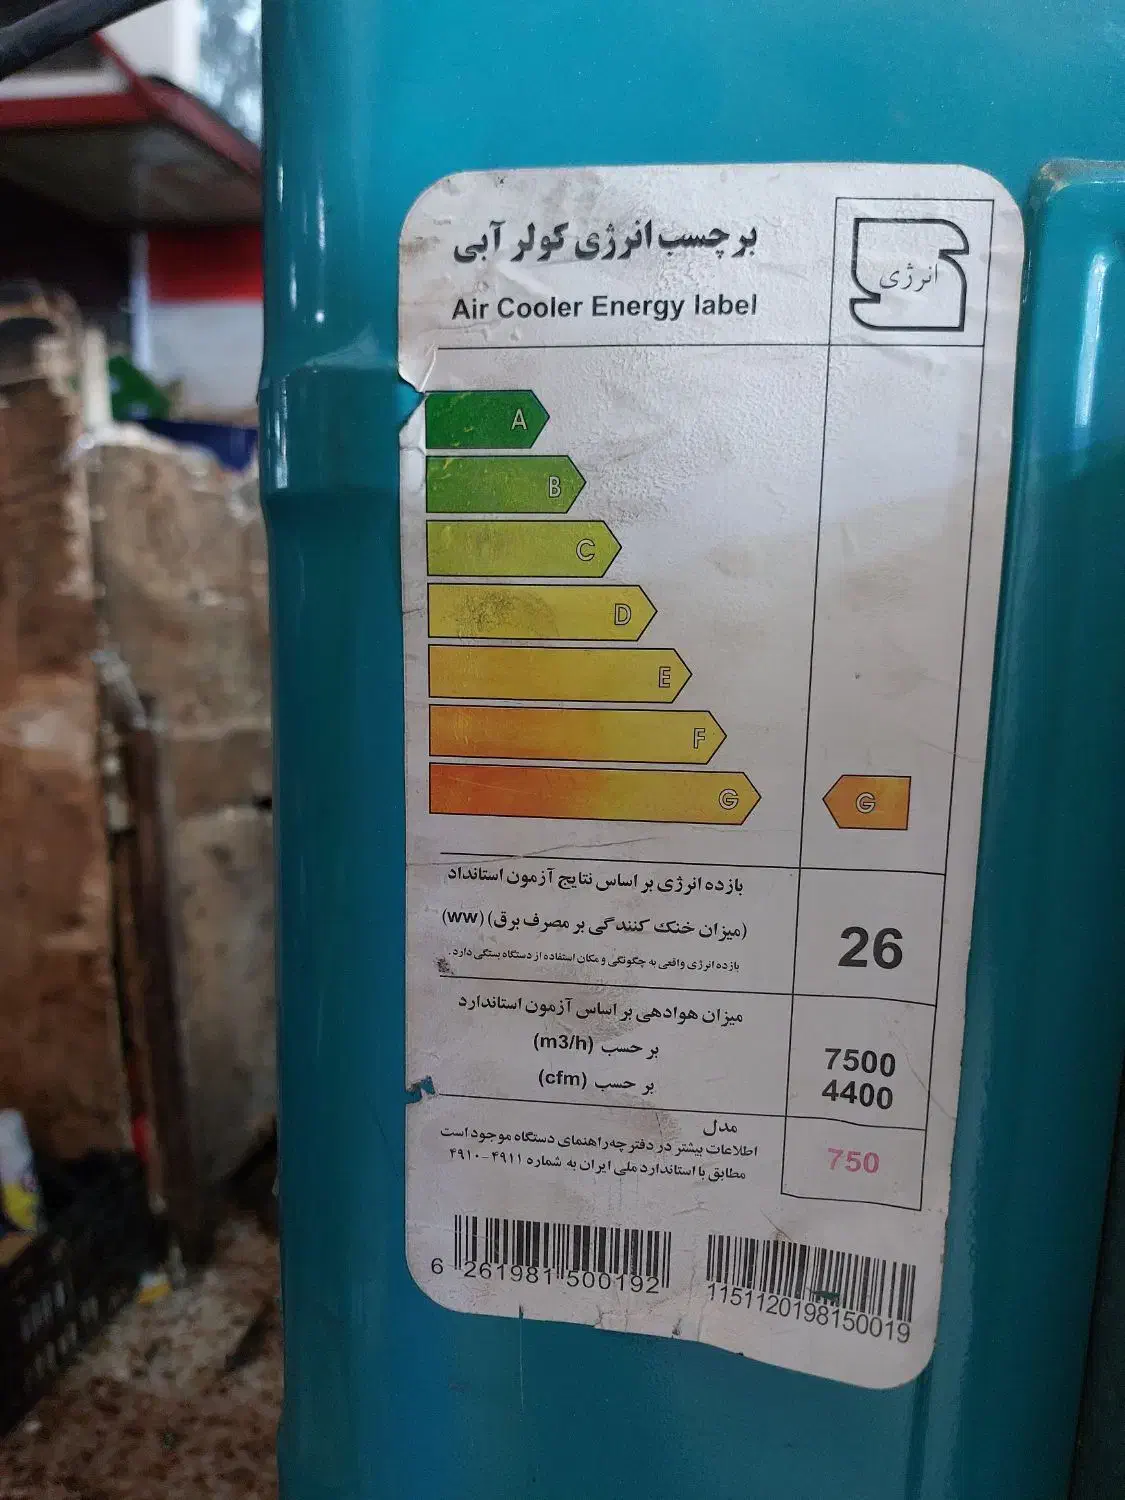 برچسب انرژی کولر آبی
انرژی
Air Cooler Energy label
A
B
C
D
E
F
G
G
بازده انرژی بر اساس نتایج آزمون استانداد
(میزان خنک کنندگی بر مصرف برق) (ww)
26
بازده انرژی واقعی به چگونگی و مکان استفاده از دستگاه بستگی دارد.
میزان هوادهی بر اساس آزمون استاندارد
بر حسب (m3/h)
7500
بر حسب (cfm)
4400
مدل
اطلاعات بیشتر در دفترچه راهنمای دستگاه موجود است
750
مطابق با استاندارد ملی ایران به شماره ۴۹۱۱-۴۹۱۰
6 261981 500192
1151120198150019